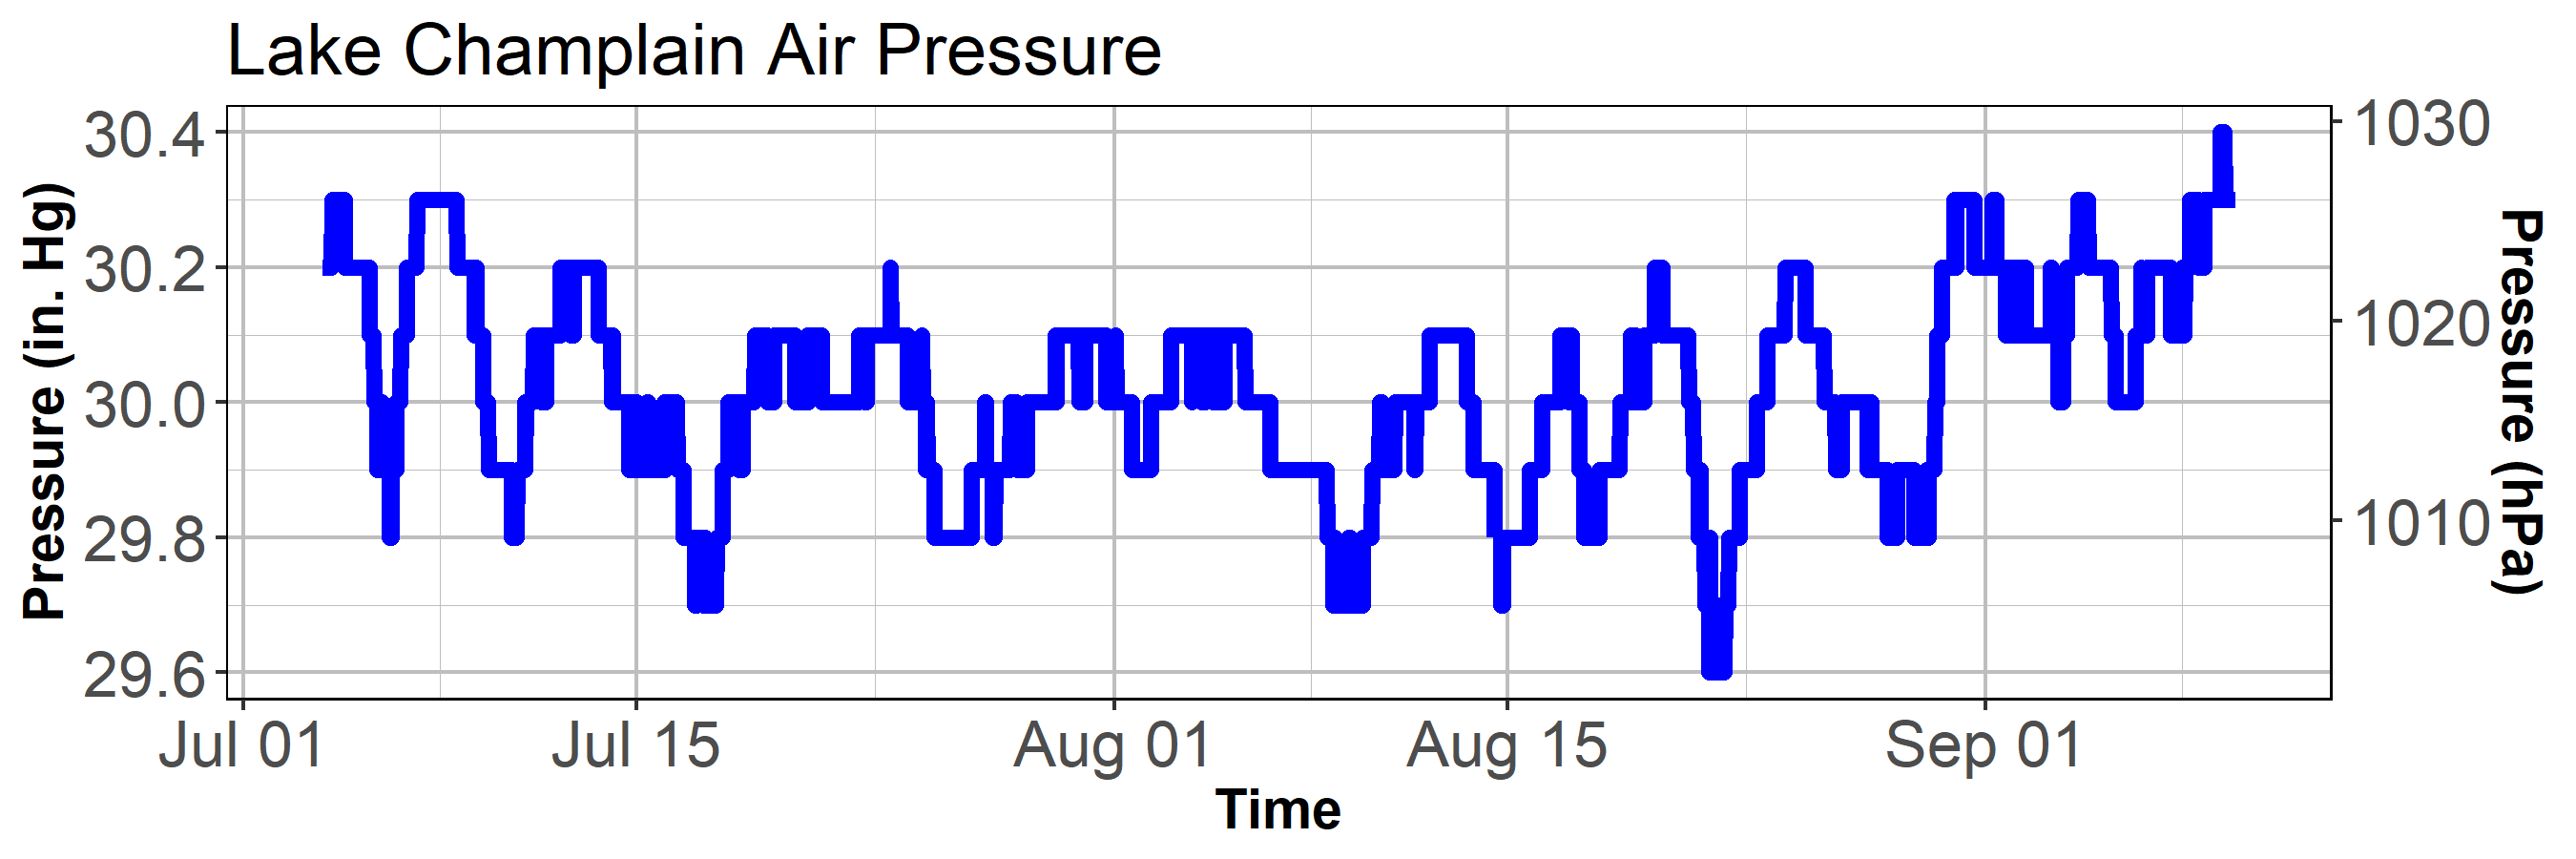 Lake Champlain Air Pressure
Pressure (in. Hg)
30.4
30.2
30.0
29.8
29.6
1030
1020
1010
Pressure (hPa)
Jul 01 Jul 15 Aug 01 Aug 15 Sep 01
Time